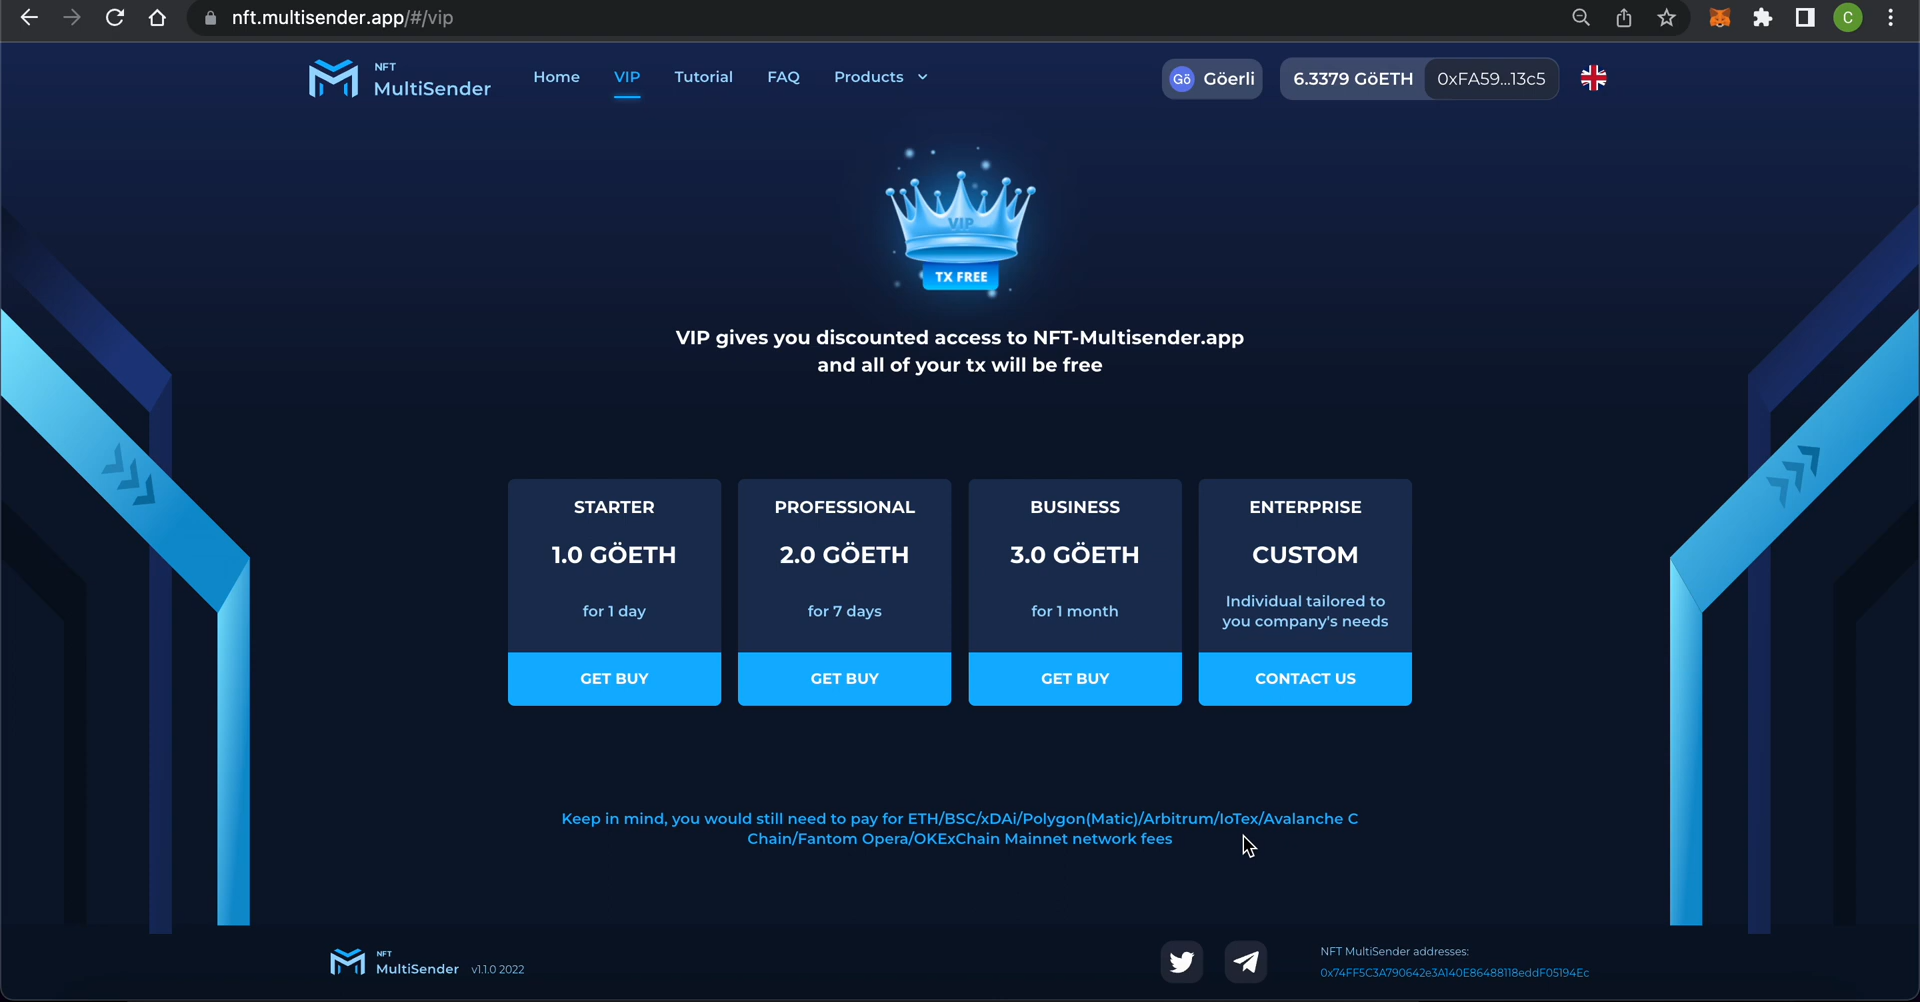 nft.multisender.app/#/vip
C
NFT
MultiSender
Home
VIP
Tutorial
FAQ
Products
Gö
Göerli
6.3379 GöETH
0xFA59...13c5
VIP
TX FREE
VIP gives you discounted access to NFT-Multisender.app
and all of your tx will be free
STARTER
1.0 GÖETH
for 1 day
GET BUY
PROFESSIONAL
2.0 GÖETH
for 7 days
GET BUY
BUSINESS
3.0 GÖETH
for 1 month
GET BUY
ENTERPRISE
CUSTOM
Individual tailored to
you company's needs
CONTACT US
Keep in mind, you would still need to pay for ETH/BSC/xDAi/Polygon(Matic)/Arbitrum/IoTex/Avalanche C
Chain/Fantom Opera/OKExChain Mainnet network fees
NFT
MultiSender
v1.1.0 2022
NFT MultiSender addresses:
0x74FF5C3A790642e3A140E86488118eddF05194Ec